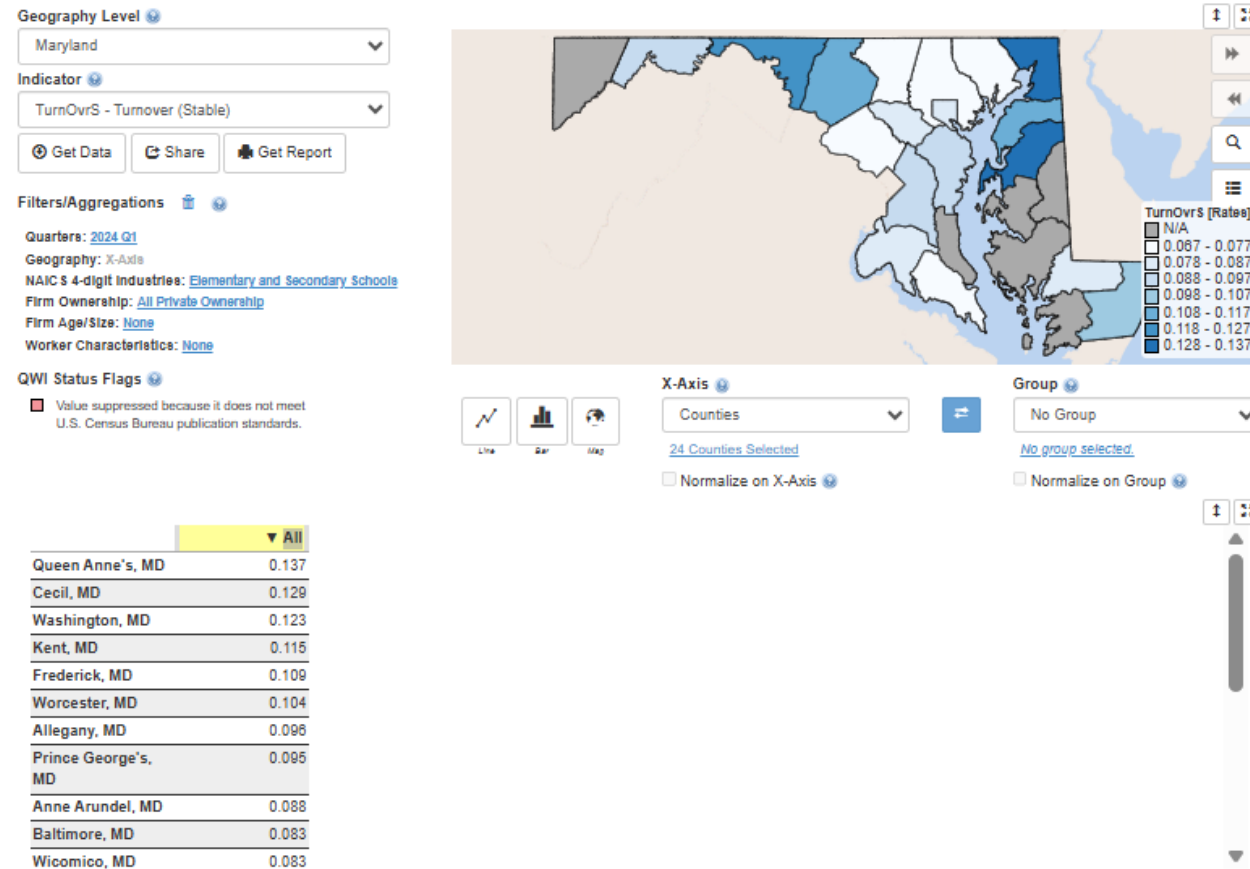 Geography Level
Maryland
Indicator
TurnOvrS - Turnover (Stable)
Get Data
Share
Get Report
Filters/Aggregations
Quarters: 2024 Q1
Geography: X-Axis
NAICS 4-digit Industries: Elementary and Secondary Schools
Firm Ownership: All Private Ownership
Firm Age/Size: None
Worker Characteristics: None
QWI Status Flags
Value suppressed because it does not meet
U.S. Census Bureau publication standards.
TurnOvrS [Rates]
N/A
0.067 - 0.077
0.078 - 0.087
0.088 - 0.097
0.098 - 0.107
0.108 - 0.117
0.118 - 0.127
0.128 - 0.137
Line
Bar
Map
X-Axis
Counties
24 Counties Selected
Normalize on X-Axis
Group
No Group
No group selected.
Normalize on Group
▼ All
Queen Anne's, MD 0.137
Cecil, MD 0.129
Washington, MD 0.123
Kent, MD 0.115
Frederick, MD 0.109
Worcester, MD 0.104
Allegany, MD 0.096
Prince George's, 0.095
MD
Anne Arundel, MD 0.088
Baltimore, MD 0.083
Wicomico, MD 0.083